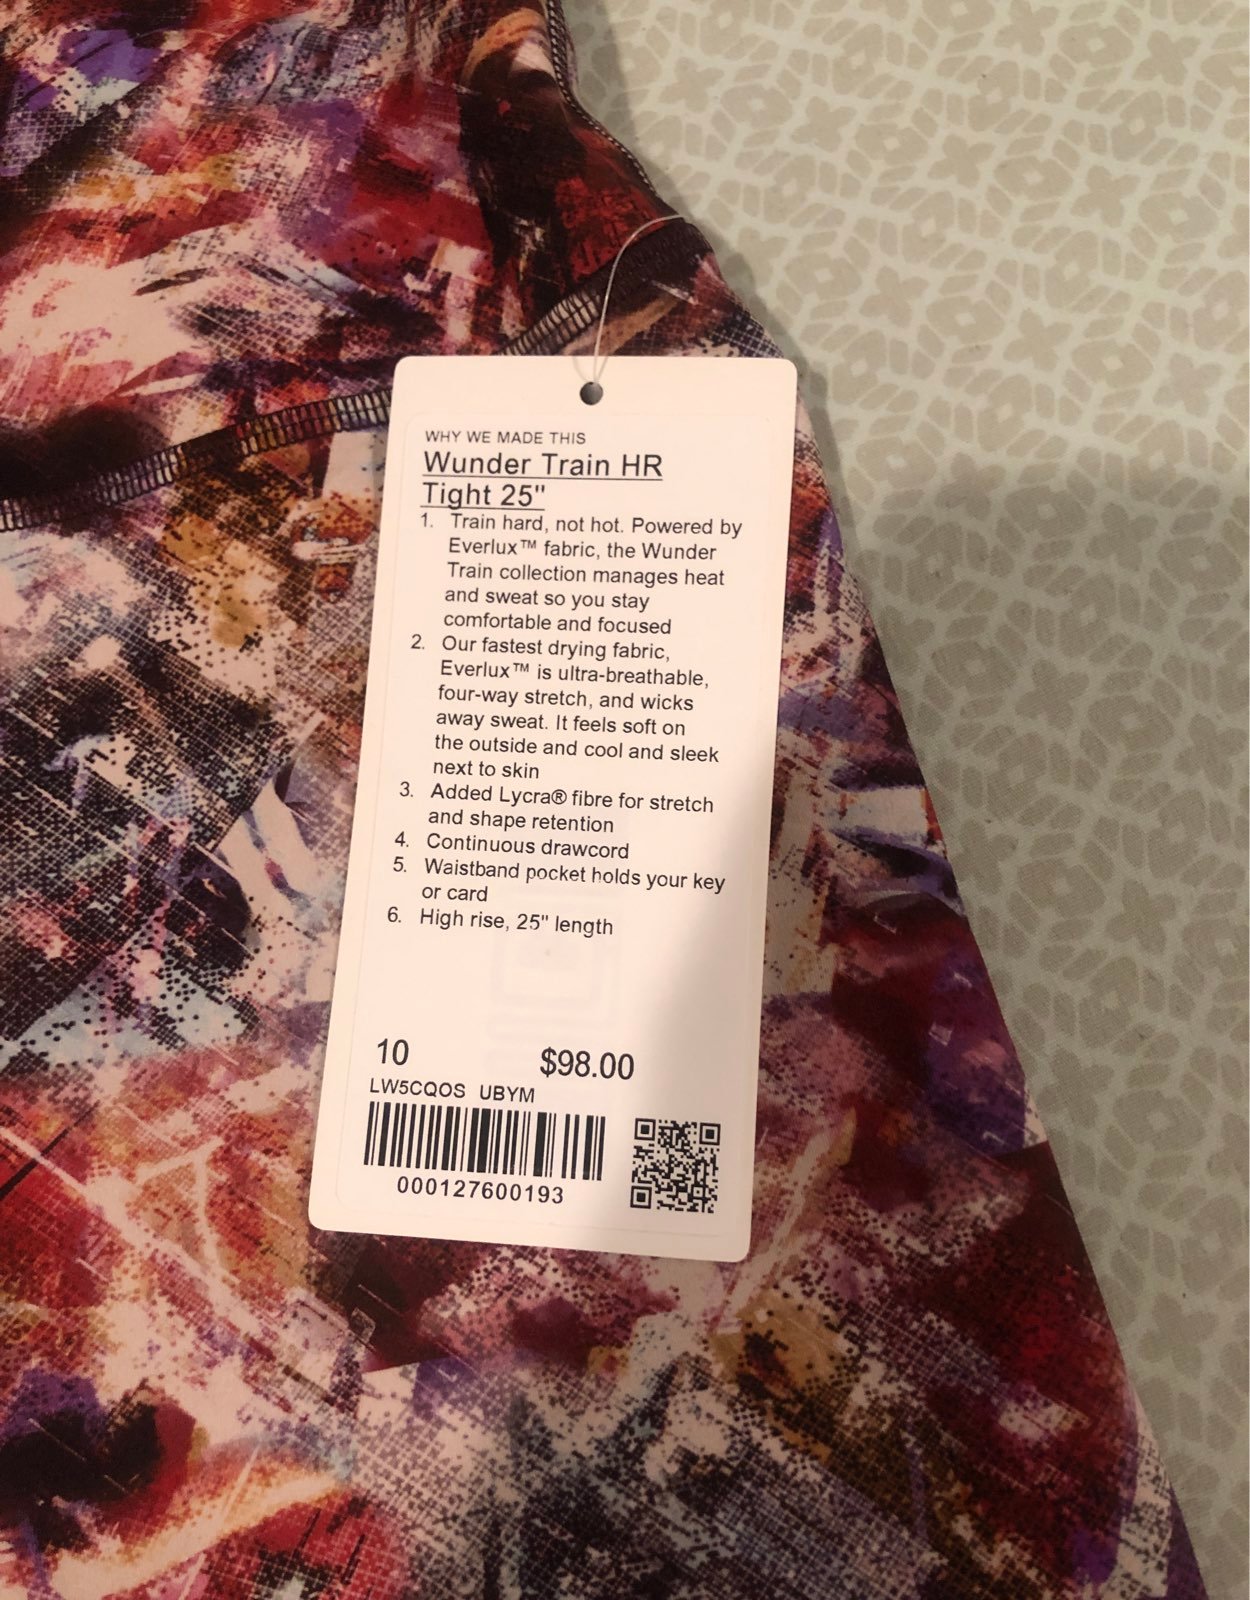 WHY WE MADE THIS
Wunder Train HR
Tight 25"
1. Train hard, not hot. Powered by
Everlux™ fabric, the Wunder
Train collection manages heat
and sweat so you stay
comfortable and focused
2. Our fastest drying fabric,
Everlux™ is ultra-breathable,
four-way stretch, and wicks
away sweat. It feels soft on
the outside and cool and sleek
next to skin
3. Added Lycra® fibre for stretch
and shape retention
4. Continuous drawcord
5. Waistband pocket holds your key
or card
6. High rise, 25" length
10 $98.00
LW5CQOS UBYM
000127600193